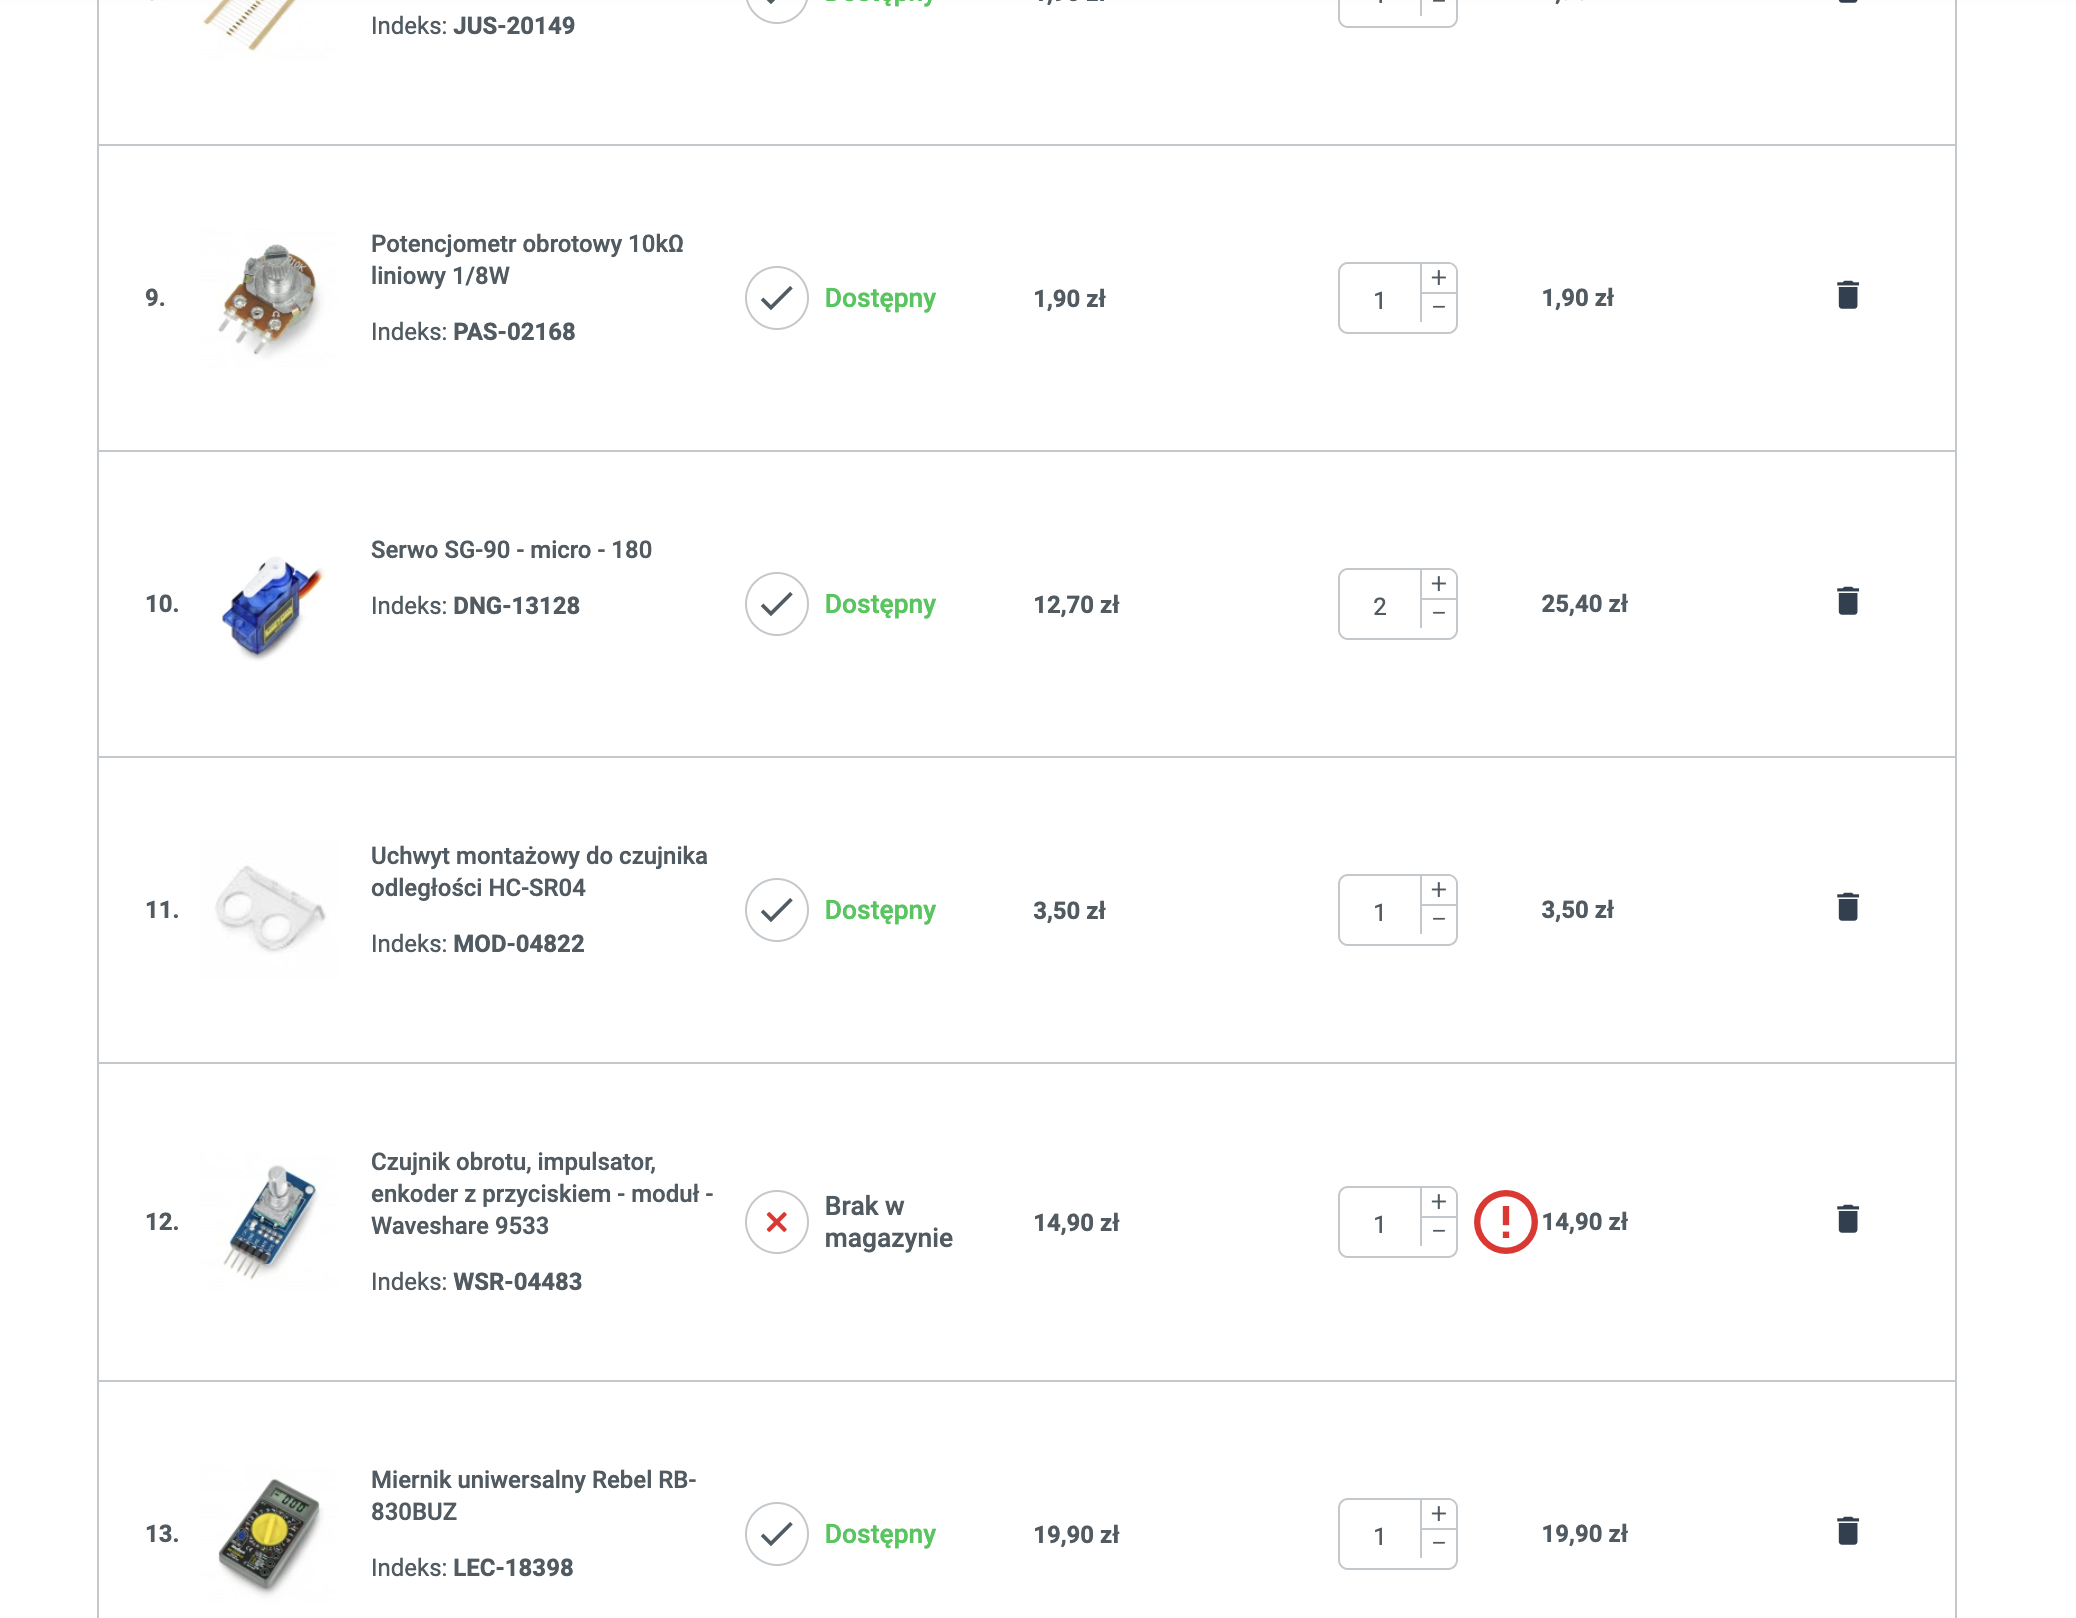 Indeks: JUS-20149
9.
Potencjometr obrotowy 10kΩ
liniowy 1/8W
Indeks: PAS-02168
Dostępny
1,90 zł
1
+
−
1,90 zł
10.
Serwo SG-90 - micro - 180
Indeks: DNG-13128
Dostępny
12,70 zł
2
+
−
25,40 zł
11.
Uchwyt montażowy do czujnika
odległości HC-SR04
Indeks: MOD-04822
Dostępny
3,50 zł
1
+
−
3,50 zł
12.
Czujnik obrotu, impulsator,
enkoder z przyciskiem - moduł -
Waveshare 9533
Indeks: WSR-04483
Brak w
magazynie
14,90 zł
1
+
−
14,90 zł
13.
Miernik uniwersalny Rebel RB-
830BUZ
Indeks: LEC-18398
Dostępny
19,90 zł
1
+
−
19,90 zł